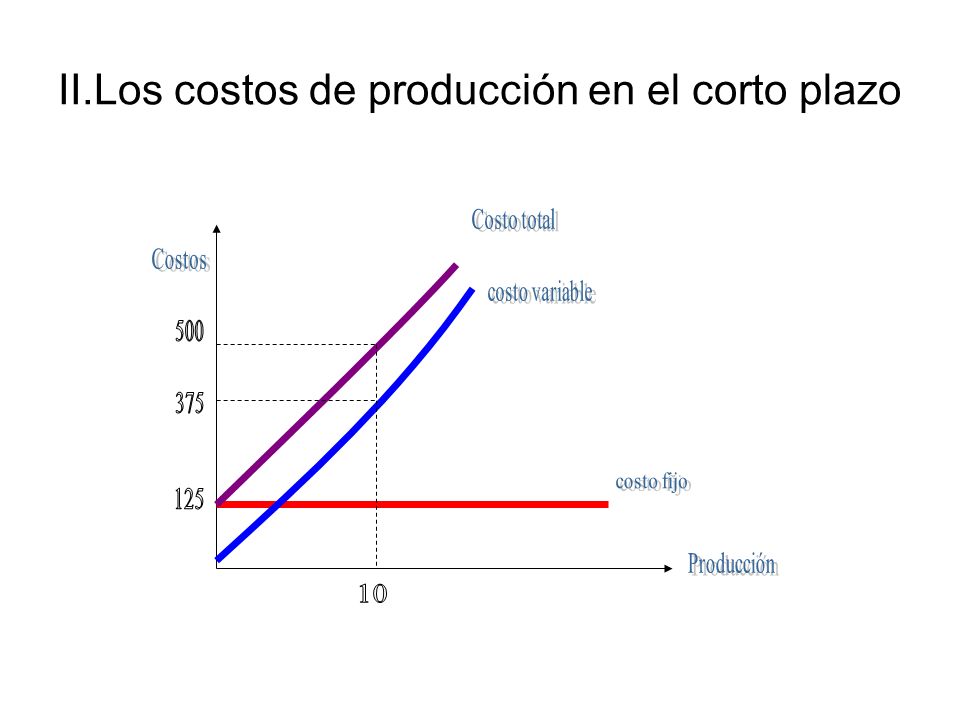 II.Los costos de producción en el corto plazo
Costo total
Costos
costo variable
500
375
costo fijo
125
Producción
10